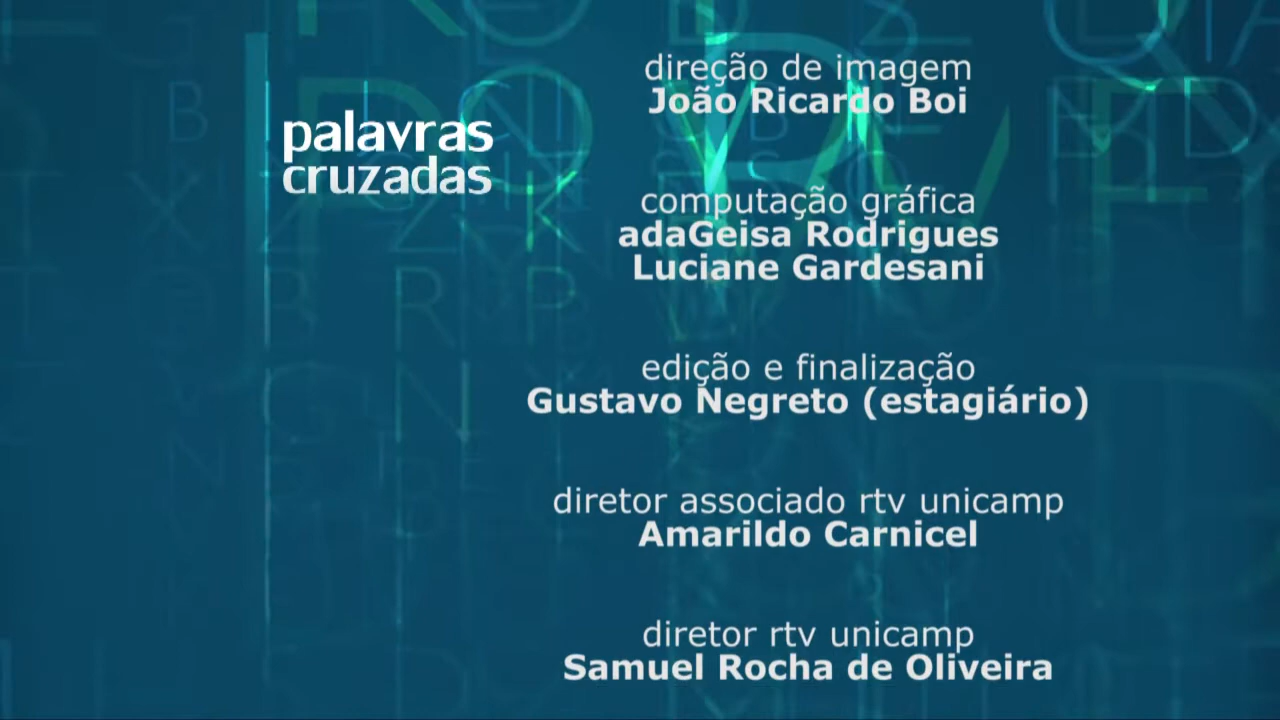 palavras
cruzadas
direção de imagem
João Ricardo Boi
computação gráfica
adaGeisa Rodrigues
Luciane Gardesani
edição e finalização
Gustavo Negreto (estagiário)
diretor associado rtv unicamp
Amarildo Carnicel
diretor rtv unicamp
Samuel Rocha de Oliveira